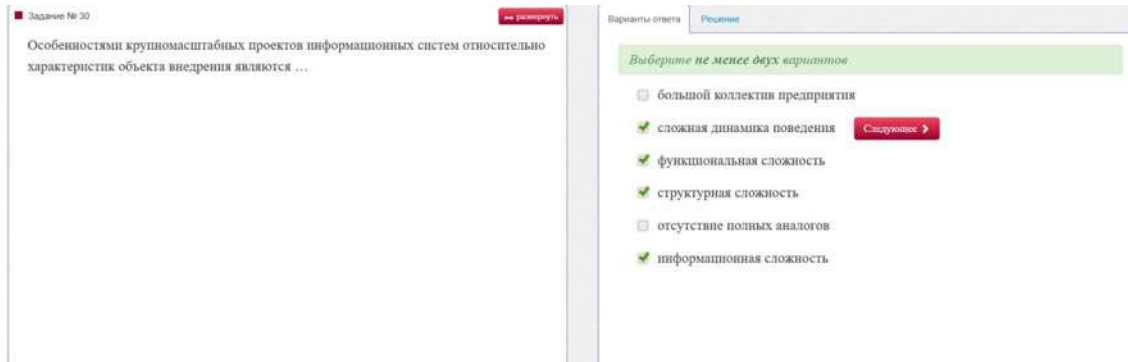 Задание № 30
развернуть
Особенностями крупномасштабных проектов информационных систем относительно
характеристик объекта внедрения являются …
Варианты ответа
Решение
Выберите не менее двух вариантов
большой коллектив предприятия
сложная динамика поведения
Следующее
функциональная сложность
структурная сложность
отсутствие полных аналогов
информационная сложность